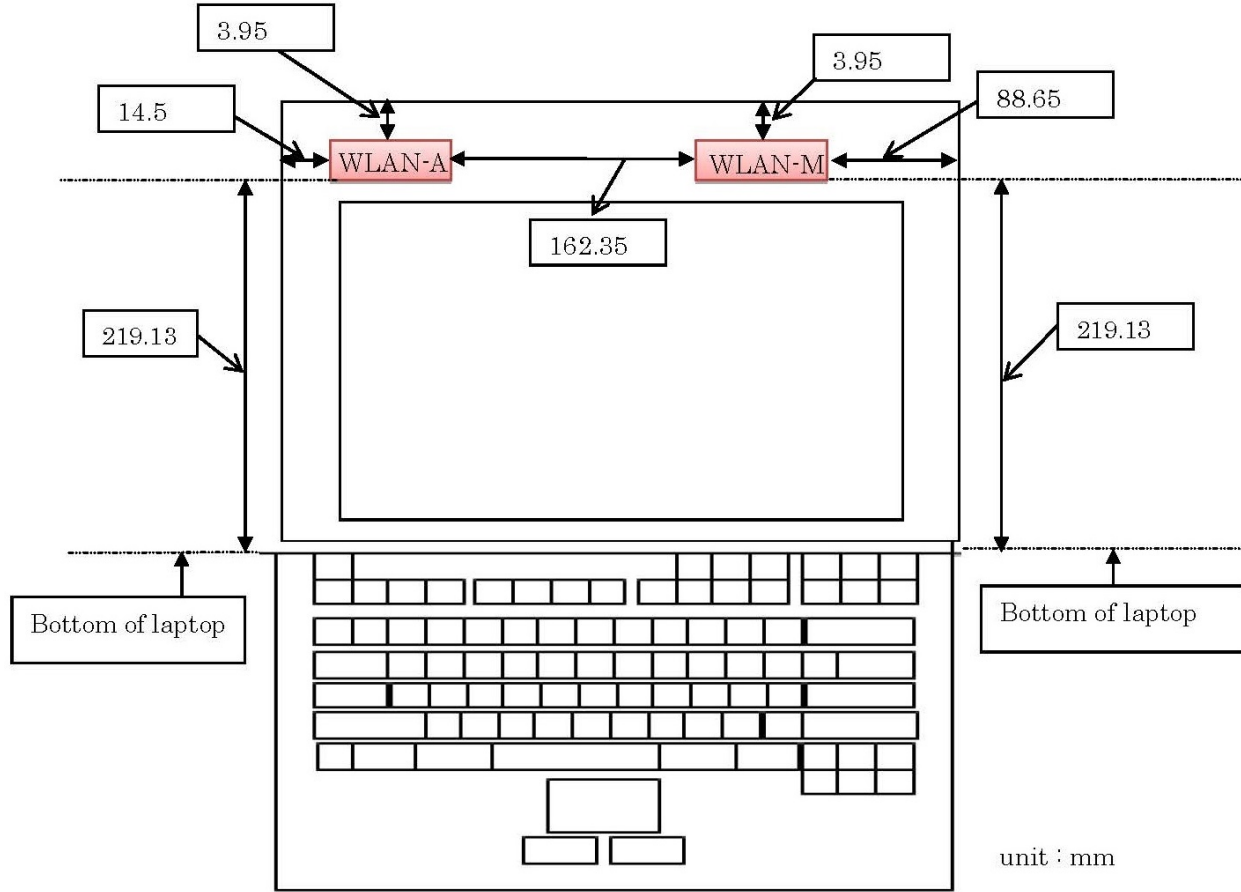 3.95
3.95
14.5
88.65
WLAN-A
WLAN-M
162.35
219.13
219.13
Bottom of laptop
Bottom of laptop
unit : mm